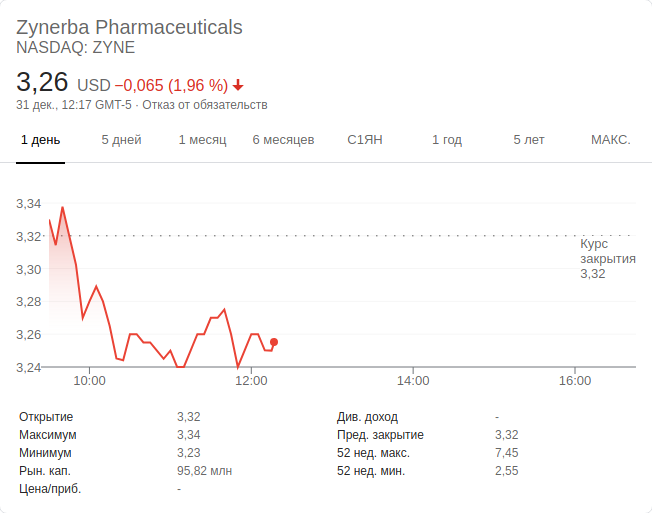 Zynerba Pharmaceuticals
NASDAQ: ZYNE
3,26 USD −0,065 (1,96 %)
31 дек., 12:17 GMT-5 · Отказ от обязательств
1 день 5 дней 1 месяц 6 месяцев С1ЯН 1 год 5 лет МАКС.
3,34
3,32
Курс
закрытия
3,32
3,30
3,28
3,26
3,24
10:00 12:00 14:00 16:00
Открытие 3,32 Див. доход -
Максимум 3,34 Пред. закрытие 3,32
Минимум 3,23 52 нед. макс. 7,45
Рын. кап. 95,82 млн 52 нед. мин. 2,55
Цена/приб. -